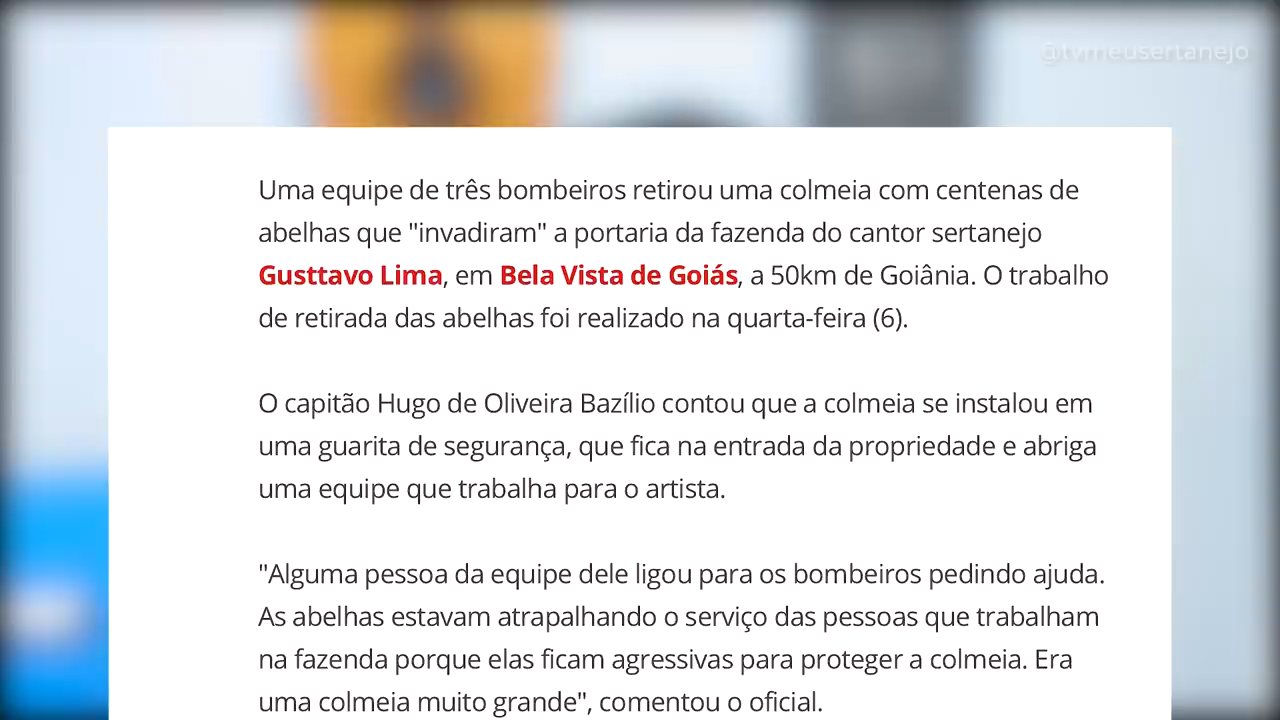 @tvmeusertanejo
Uma equipe de três bombeiros retirou uma colmeia com centenas de
abelhas que "invadiram" a portaria da fazenda do cantor sertanejo
Gusttavo Lima, em Bela Vista de Goiás, a 50km de Goiânia. O trabalho
de retirada das abelhas foi realizado na quarta-feira (6).
O capitão Hugo de Oliveira Bazílio contou que a colmeia se instalou em
uma guarita de segurança, que fica na entrada da propriedade e abriga
uma equipe que trabalha para o artista.
"Alguma pessoa da equipe dele ligou para os bombeiros pedindo ajuda.
As abelhas estavam atrapalhando o serviço das pessoas que trabalham
na fazenda porque elas ficam agressivas para proteger a colmeia. Era
uma colmeia muito grande", comentou o oficial.